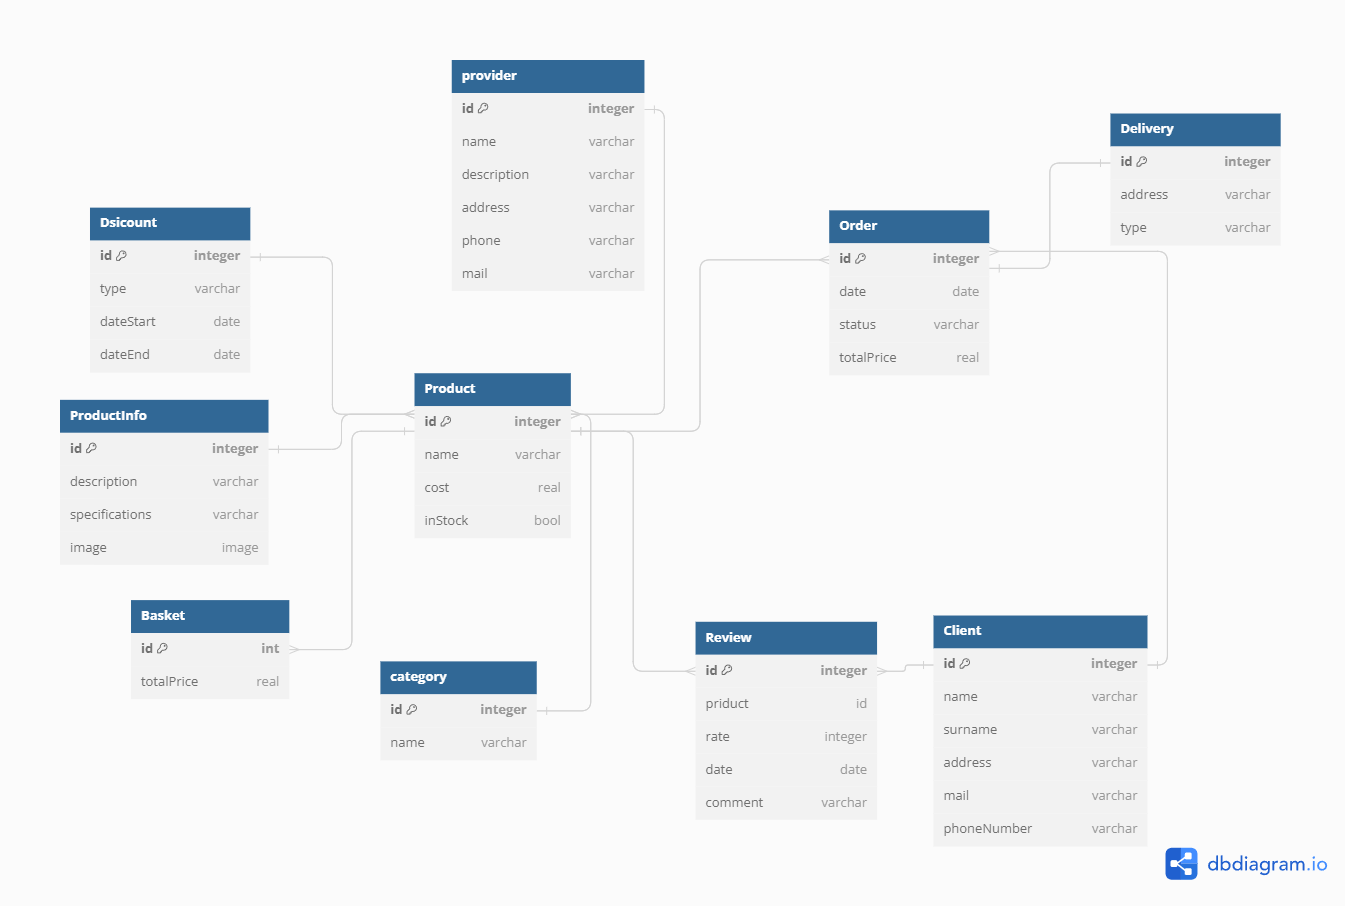 provider
id integer
name varchar
description varchar
address varchar
phone varchar
mail varchar
Delivery
id integer
address varchar
type varchar
Dsicount
id integer
type varchar
dateStart date
dateEnd date
Order
id integer
date date
status varchar
totalPrice real
Product
id integer
name varchar
cost real
inStock bool
ProductInfo
id integer
description varchar
specifications varchar
image image
Basket
id int
totalPrice real
category
id integer
name varchar
Review
id integer
priduct id
rate integer
date date
comment varchar
Client
id integer
name varchar
surname varchar
address varchar
mail varchar
phoneNumber varchar
dbdiagram.io